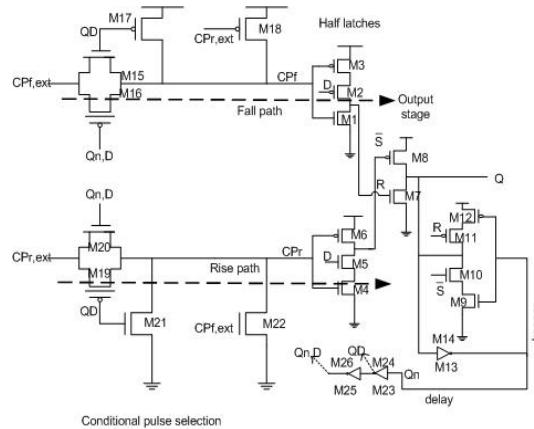 M17
M18
Half latches
QD
CPr,ext
M3
CPf,ext
M15
M16
CPf
D
M2
Output stage
Fall path
M1
S
M8
Qn,D
R
M7
Q
Qn,D
M12
M6
R
M11
M20
CPr,ext
M19
CPr
D
M5
M10
Rise path
M4
S
M9
QD
M21
CPf,ext
M22
M14
M13
Qn,D
M26
QD
M24
Qn
M25
M23
delay
Conditional pulse selection